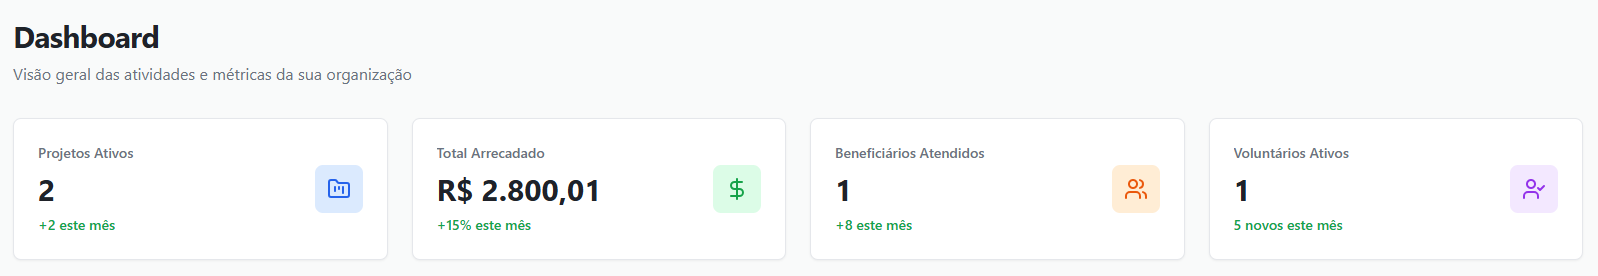 Dashboard
Visão geral das atividades e métricas da sua organização
Projetos Ativos
2
+2 este mês
Total Arrecadado
R$ 2.800,01
+15% este mês
Beneficiários Atendidos
1
+8 este mês
Voluntários Ativos
1
5 novos este mês